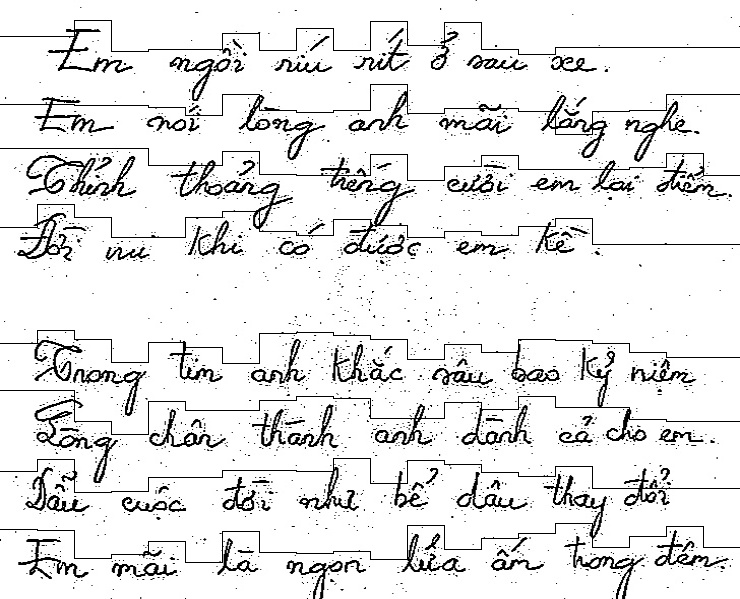 Em ngồi ríu rít ở sau xe.
Em nói lòng anh mãi lắng nghe.
Thỉnh thoảng tiếng cười em lại điểm.
Đời vui khi có được em kề.
Trong tim anh khắc sâu bao kỷ niệm
Lòng chân thành anh dành cả cho em.
Dẫu cuộc đời như bể dâu thay đổi
Em mãi là ngọn lửa ấm trong đêm.